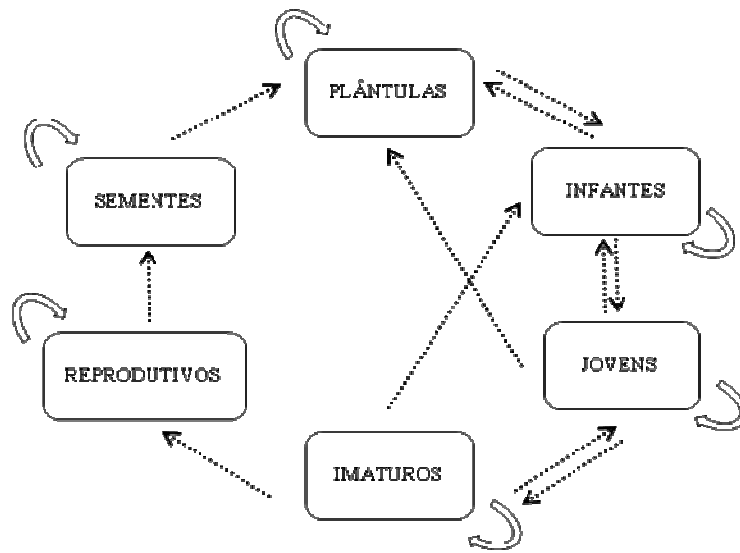 PLÂNTULAS
INFANTES
SEMENTES
JOVENS
REPRODUTIVOS
IMATUROS